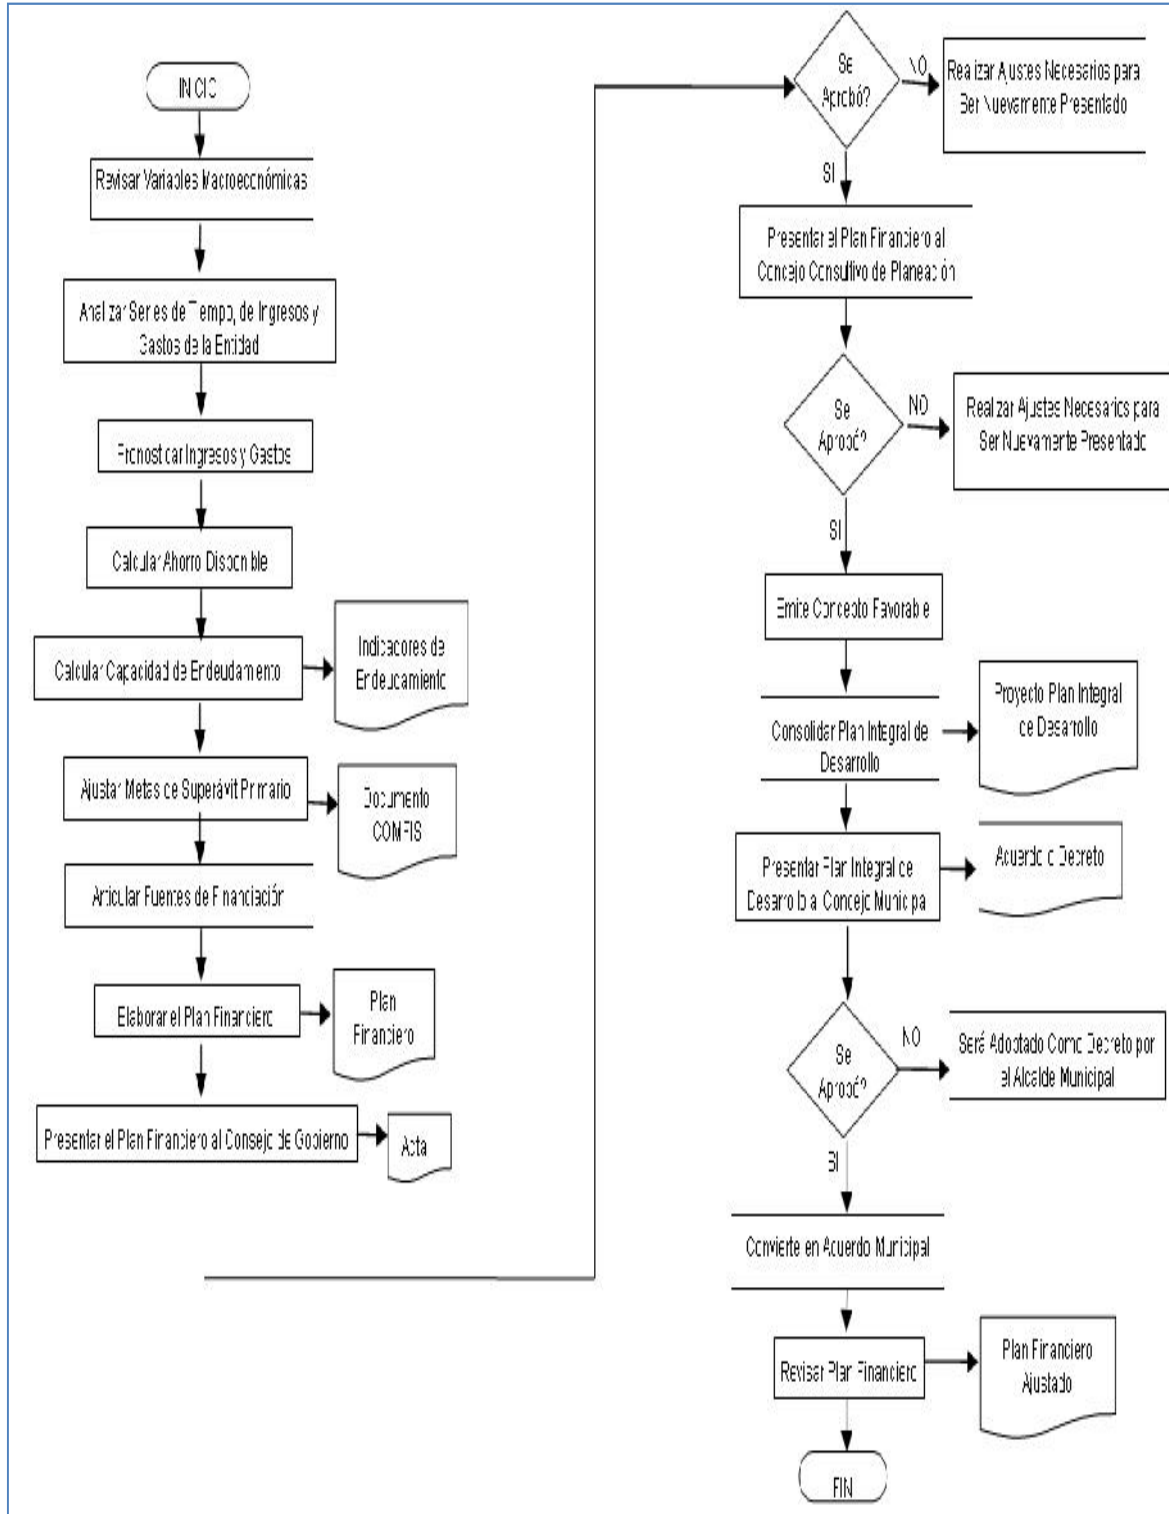 INICIO
Revisar Variables Macroeconómicas
Analizar Series de Tiempo, de Ingresos y
Gastos de la Entidad
Pronosticar Ingresos y Gastos
Calcular Ahorro Disponible
Calcular Capacidad de Endeudamiento
Indicadores de
Endeudamiento
Ajustar Metas de Superávit Primario
Documento
COMFIS
Articular Fuentes de Financiación
Elaborar el Plan Financiero
Plan
Financiero
Presentar el Plan Financiero al Consejo de Gobierno
Acta
Se
Aprobó?
NO
Realizar Ajustes Necesarios para
Ser Nuevamente Presentado
SI
Presentar el Plan Financiero al
Concejo Consultivo de Planeación
Se
Aprobó?
NO
Realizar Ajustes Necesarios para
Ser Nuevamente Presentado
SI
Emite Concepto Favorable
Consolidar Plan Integral de
Desarrollo
Proyecto Plan Integral
de Desarrollo
Presentar Plan Integral de
Desarrollo al Concejo Municipal
Acuerdo o Decreto
Se
Aprobó?
NO
Será Adoptado Como Decreto por
el Alcalde Municipal
SI
Convierte en Acuerdo Municipal
Revisar Plan Financiero
Plan Financiero
Ajustado
FIN